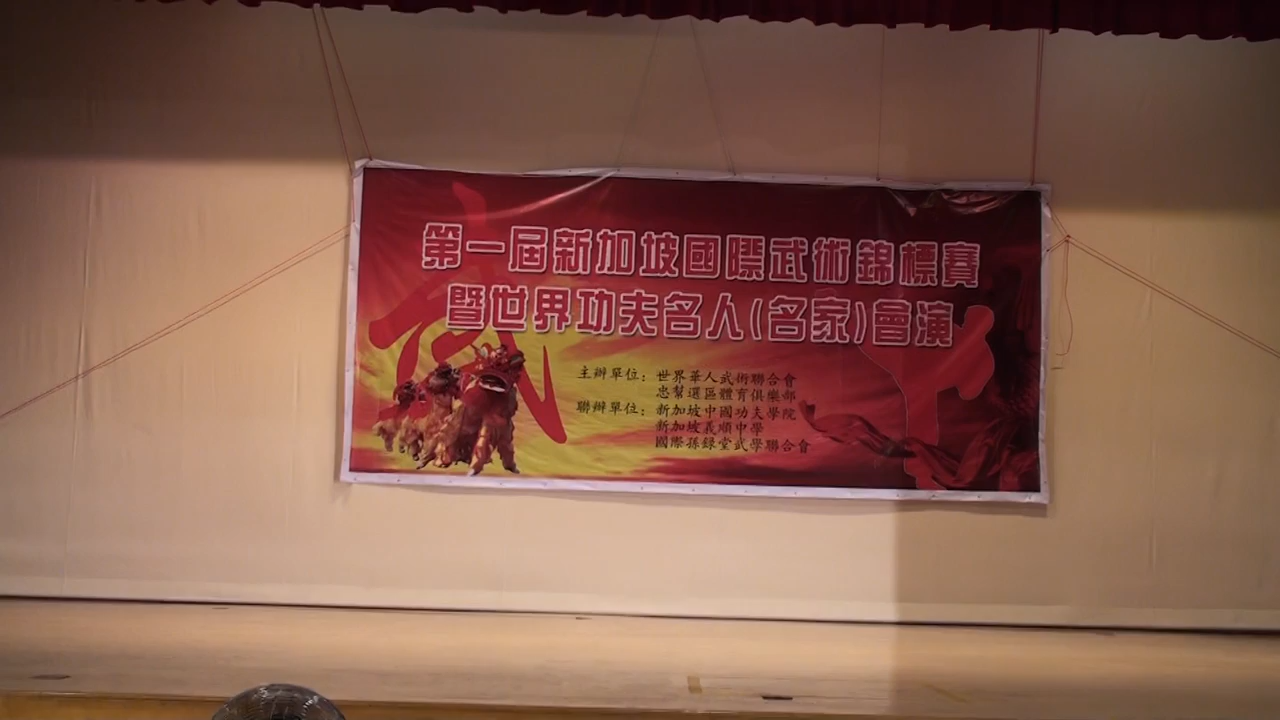 第一屆新加坡國際武術錦標賽
暨世界功夫名人(名家)會演
主辦單位：世界華人武術聯合會
忠幫選區體育俱樂部
聯辦單位：新加坡中國功夫學院
新加坡義順中學
國際孫録堂武學聯合會
武